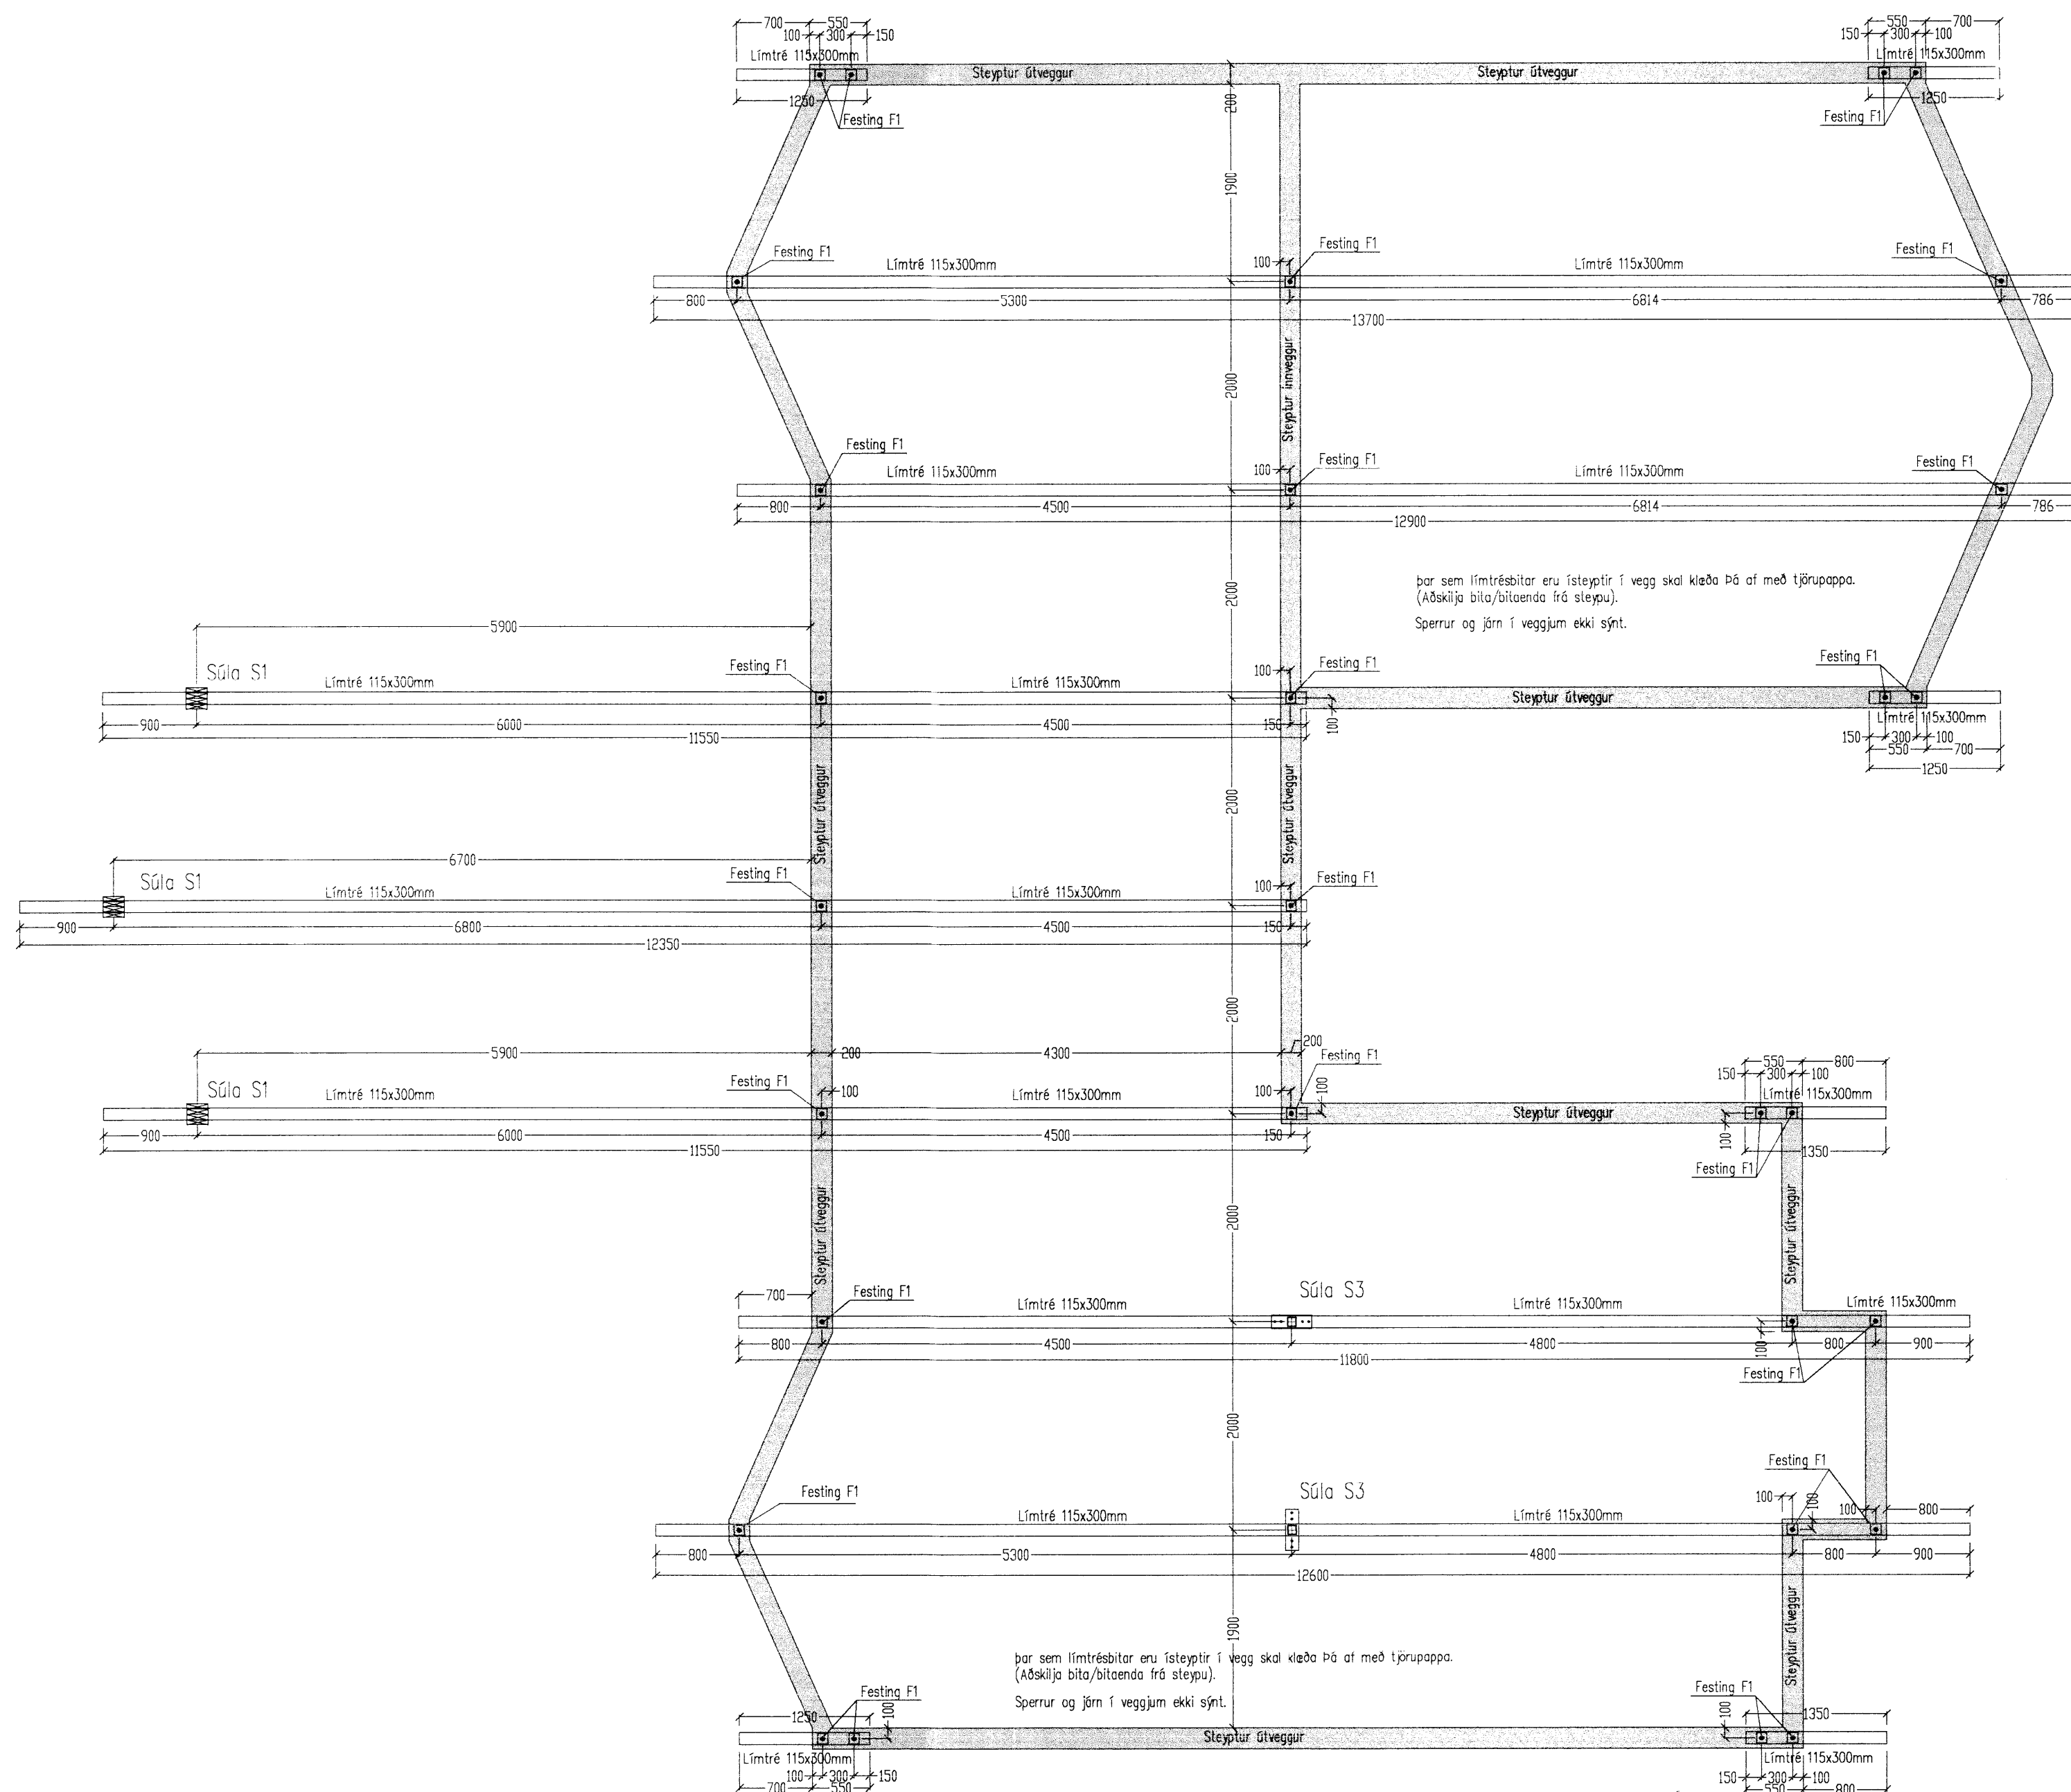 700 550 550 700
100 300 150 150 300 100
Límtré 115x300mm Límtré 115x300mm
Steyptur útveggur Steyptur útveggur
1250 200 1250
Festing F1 Festing F1
1900
Festing F1 Festing F1 Festing F1
Límtré 115x300mm 100 Límtré 115x300mm
800 5300 6814 786
13700
2000 Steyptur innveggur
Festing F1 Festing F1 Festing F1
Límtré 115x300mm 100 Límtré 115x300mm
800 4500 6814 786
12900
þar sem límtrésbitar eru ísteyptir í vegg skal klæða Þá af með tjörupappa.
(Aðskilja bita/bitaenda frá steypu).
Sperrur og járn í veggjum ekki sýnt.
2000
5900
Súla S1 Festing F1 Festing F1 Festing F1
Límtré 115x300mm Límtré 115x300mm 100 Steyptur útveggur
900 6000 4500 150 100
11550
Límtré 115x300mm
150 300 100
550 700
1250
Steyptur útveggur 2000 Steyptur útveggur
6700
Súla S1 Festing F1 Festing F1
Límtré 115x300mm Límtré 115x300mm 100
900 6800 4500 150
12350
2000
5900 200 4300 200
Súla S1 Festing F1 Festing F1
Límtré 115x300mm 100 Límtré 115x300mm 100 100
550 800
150 300 100
Límtré 115x300mm
Steyptur útveggur
900 6000 4500 150 100
11550 1350
Festing F1
Steyptur útveggur 2000 Steyptur útveggur
700 Festing F1 Súla S3
Límtré 115x300mm Límtré 115x300mm Límtré 115x300mm
800 4500 4800 100 800 900
11800
Festing F1
2000
Festing F1
Festing F1 Súla S3
Límtré 115x300mm Límtré 115x300mm 100 100 100 800
800 5300 4800 800 900
12600
1900 Steyptur útveggur
þar sem límtrésbitar eru ísteyptir í vegg skal klæða Þá af með tjörupappa.
(Aðskilja bita/bitaenda frá steypu).
Sperrur og járn í veggjum ekki sýnt.
Festing F1 Festing F1
1250 100 100 1350
Steyptur útveggur
Límtré 115x300mm Límtré 115x300mm
100 300 150 150 300 100
700 550 550 800